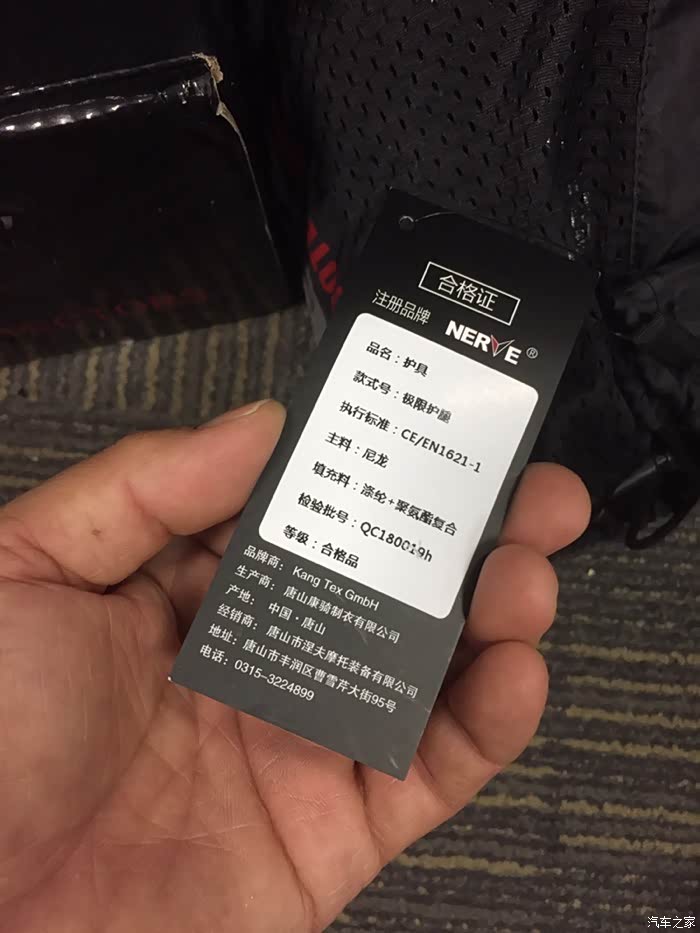 合格证
注册品牌 NERVE®
品名：护具
款式号：极限护腿
执行标准：CE/EN1621-1
主料：尼龙
填充料：涤纶+聚氨酯复合
检验批号：QC180019h
等级：合格品
品牌商： Kang Tex GmbH
生产商： 唐山康骑制衣有限公司
产地： 中国·唐山
经销商： 唐山市涅夫摩托装备有限公司
地址： 唐山市丰润区曹雪芹大街95号
电话： 0315-3224899
汽车之家